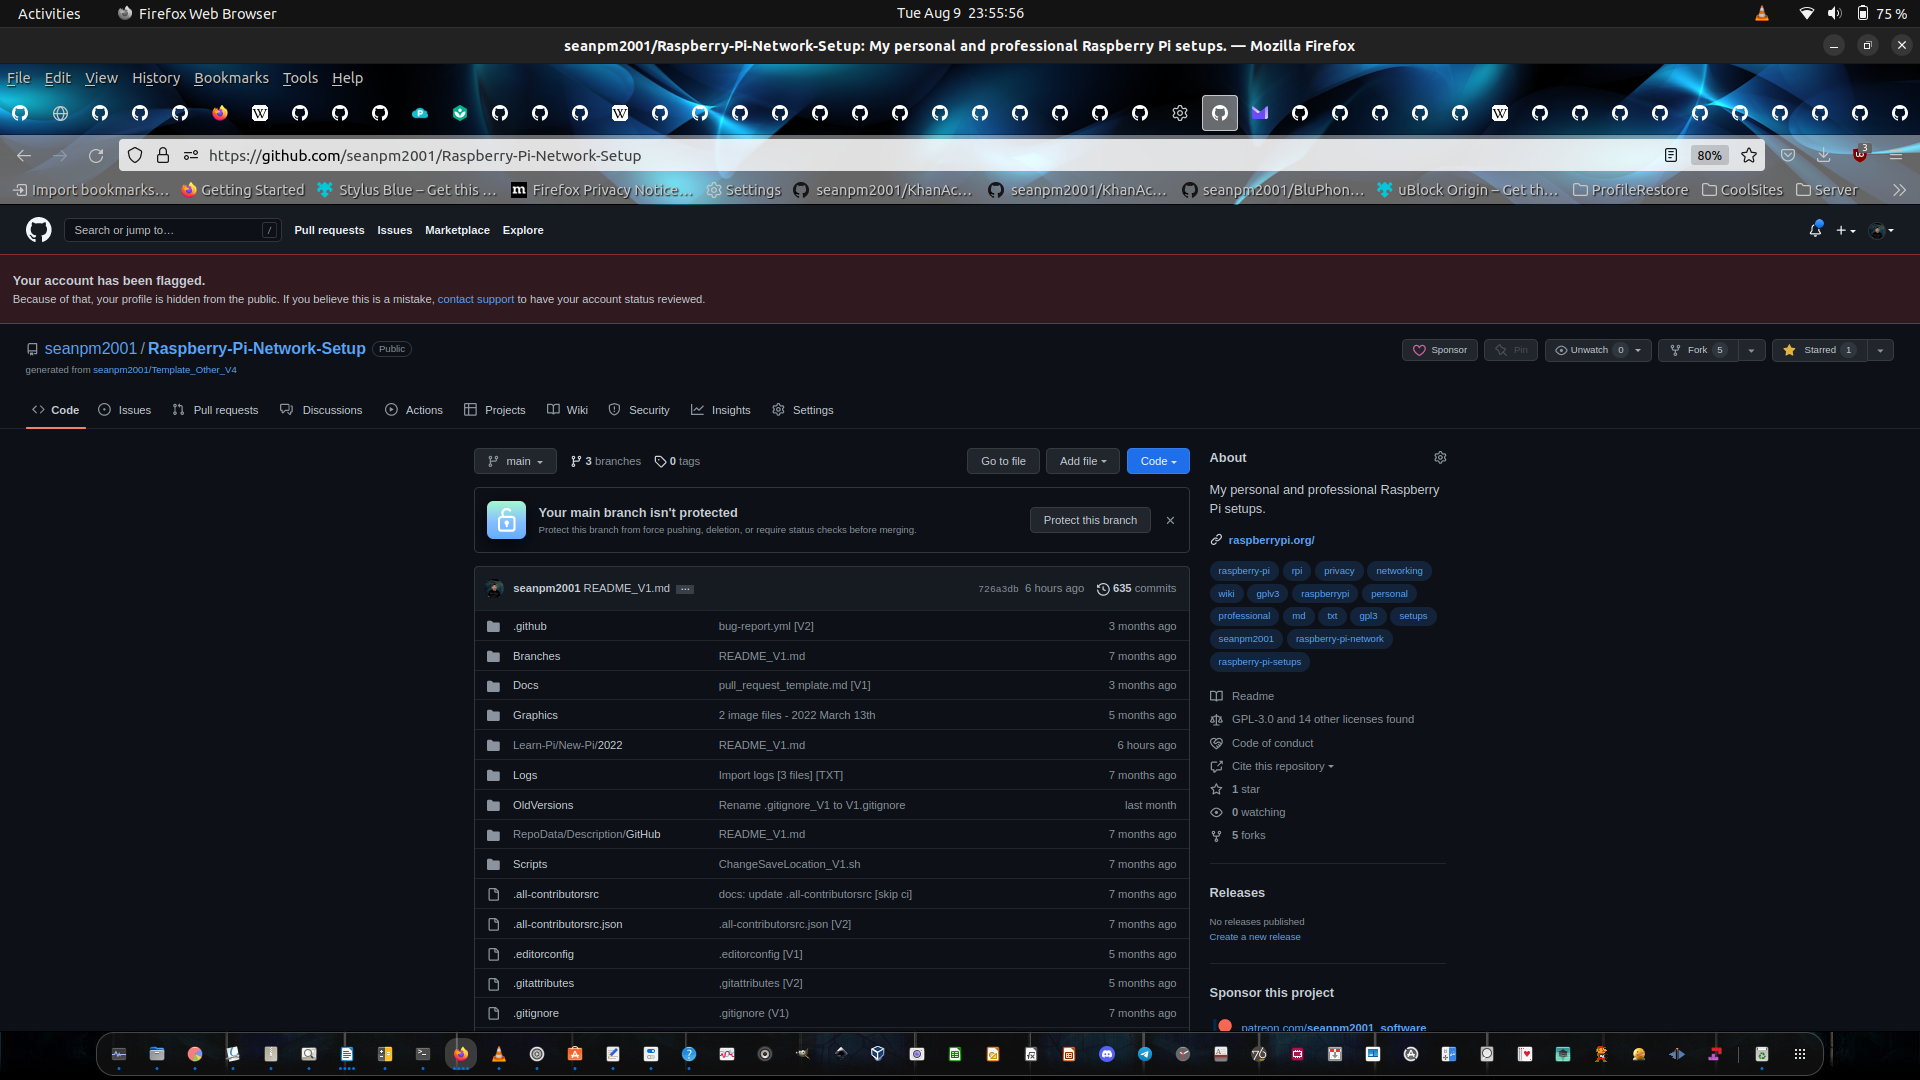 Activities Firefox Web Browser Tue Aug 9 23:55:56 75 %
seanpm2001/Raspberry-Pi-Network-Setup: My personal and professional Raspberry Pi setups. — Mozilla Firefox
File Edit View History Bookmarks Tools Help
https://github.com/seanpm2001/Raspberry-Pi-Network-Setup 80% 3
Import bookmarks... Getting Started Stylus Blue – Get this ... Firefox Privacy Notice... Settings seanpm2001/KhanAc... seanpm2001/KhanAc... seanpm2001/BluPhon... uBlock Origin – Get th... ProfileRestore CoolSites Server
Search or jump to... / Pull requests Issues Marketplace Explore
Your account has been flagged.
Because of that, your profile is hidden from the public. If you believe this is a mistake, contact support to have your account status reviewed.
seanpm2001 / Raspberry-Pi-Network-Setup Public Sponsor Pin Unwatch 0 Fork 5 Starred 1
generated from seanpm2001/Template_Other_V4
Code Issues Pull requests Discussions Actions Projects Wiki Security Insights Settings
main 3 branches 0 tags Go to file Add file Code
Your main branch isn't protected
Protect this branch from force pushing, deletion, or require status checks before merging.
Protect this branch
seanpm2001 README_V1.md ... 726a3db 6 hours ago 635 commits
.github bug-report.yml [V2] 3 months ago
Branches README_V1.md 7 months ago
Docs pull_request_template.md [V1] 3 months ago
Graphics 2 image files - 2022 March 13th 5 months ago
Learn-Pi/New-Pi/2022 README_V1.md 6 hours ago
Logs Import logs [3 files] [TXT] 7 months ago
OldVersions Rename .gitignore_V1 to V1.gitignore last month
RepoData/Description/GitHub README_V1.md 7 months ago
Scripts ChangeSaveLocation_V1.sh 7 months ago
.all-contributorsrc docs: update .all-contributorsrc [skip ci] 7 months ago
.all-contributorsrc.json .all-contributorsrc.json [V2] 7 months ago
.editorconfig .editorconfig [V1] 5 months ago
.gitattributes .gitattributes [V2] 5 months ago
.gitignore .gitignore (V1) 7 months ago
About
My personal and professional Raspberry
Pi setups.
raspberrypi.org/
raspberry-pi rpi privacy networking
wiki gplv3 raspberrypi personal
professional md txt gpl3 setups
seanpm2001 raspberry-pi-network
raspberry-pi-setups
Readme
GPL-3.0 and 14 other licenses found
Code of conduct
Cite this repository
1 star
0 watching
5 forks
Releases
No releases published
Create a new release
Sponsor this project
patreon.com/seanpm2001_software